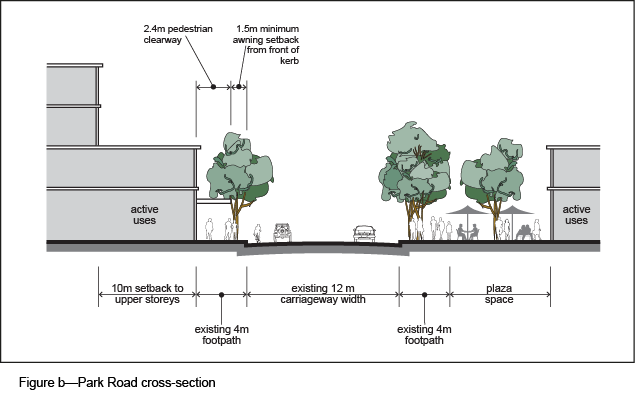 2.4m pedestrian
clearway
1.5m minimum
awning setback
from front of
kerb
active
uses
active
uses
10m setback to
upper storeys
existing 12 m
carriageway width
plaza
space
existing 4m
footpath
existing 4m
footpath
Figure b—Park Road cross-section